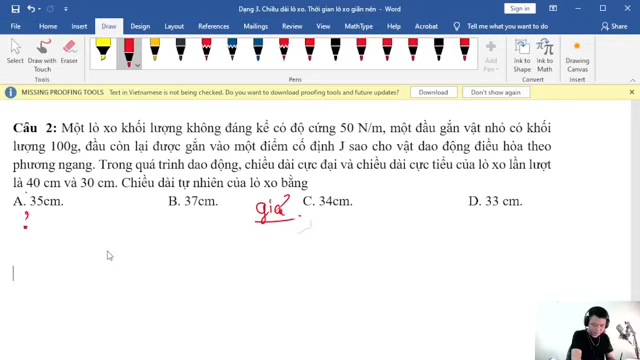 Dạng 3. Chiều dài lò xo. Thời gian lò xo giãn nén - Word
Sign in
File Home Insert Draw Design Layout References Mailings Review View Help MathType Acrobat Tell me what you want to do Share
Select Draw with Touch Eraser
Add Pen
Ink to Shape Ink to Math Drawing Canvas
Tools Pens Convert Insert
MISSING PROOFING TOOLS Text in Vietnamese is not being checked. Do you want to download proofing tools? Download Don't Show Again
Câu 2: Một lò xo khối lượng không đáng kể có độ cứng 50 N/m, một đầu gắn vật nhỏ có khối
lượng 100g, đầu còn lại được gắn vào một điểm cố định J sao cho vật dao động điều hòa theo
phương ngang. Trong quá trình dao động, chiều dài cực đại và chiều dài cực tiểu của lò xo lần lượt
là 40 cm và 30 cm. Chiều dài tự nhiên của lò xo bằng
A. 35cm. B. 37cm. C. 34cm. D. 33 cm.
? giả